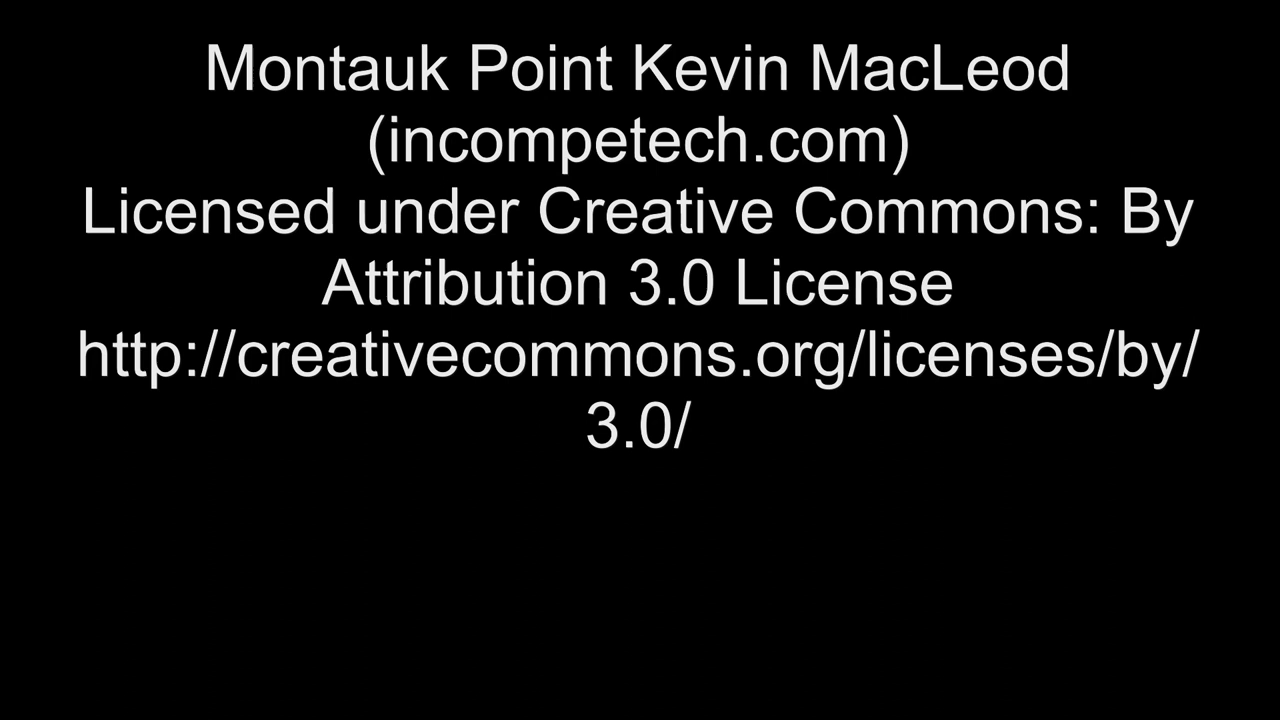 Montauk Point Kevin MacLeod
(incompetech.com)
Licensed under Creative Commons: By
Attribution 3.0 License
http://creativecommons.org/licenses/by/
3.0/